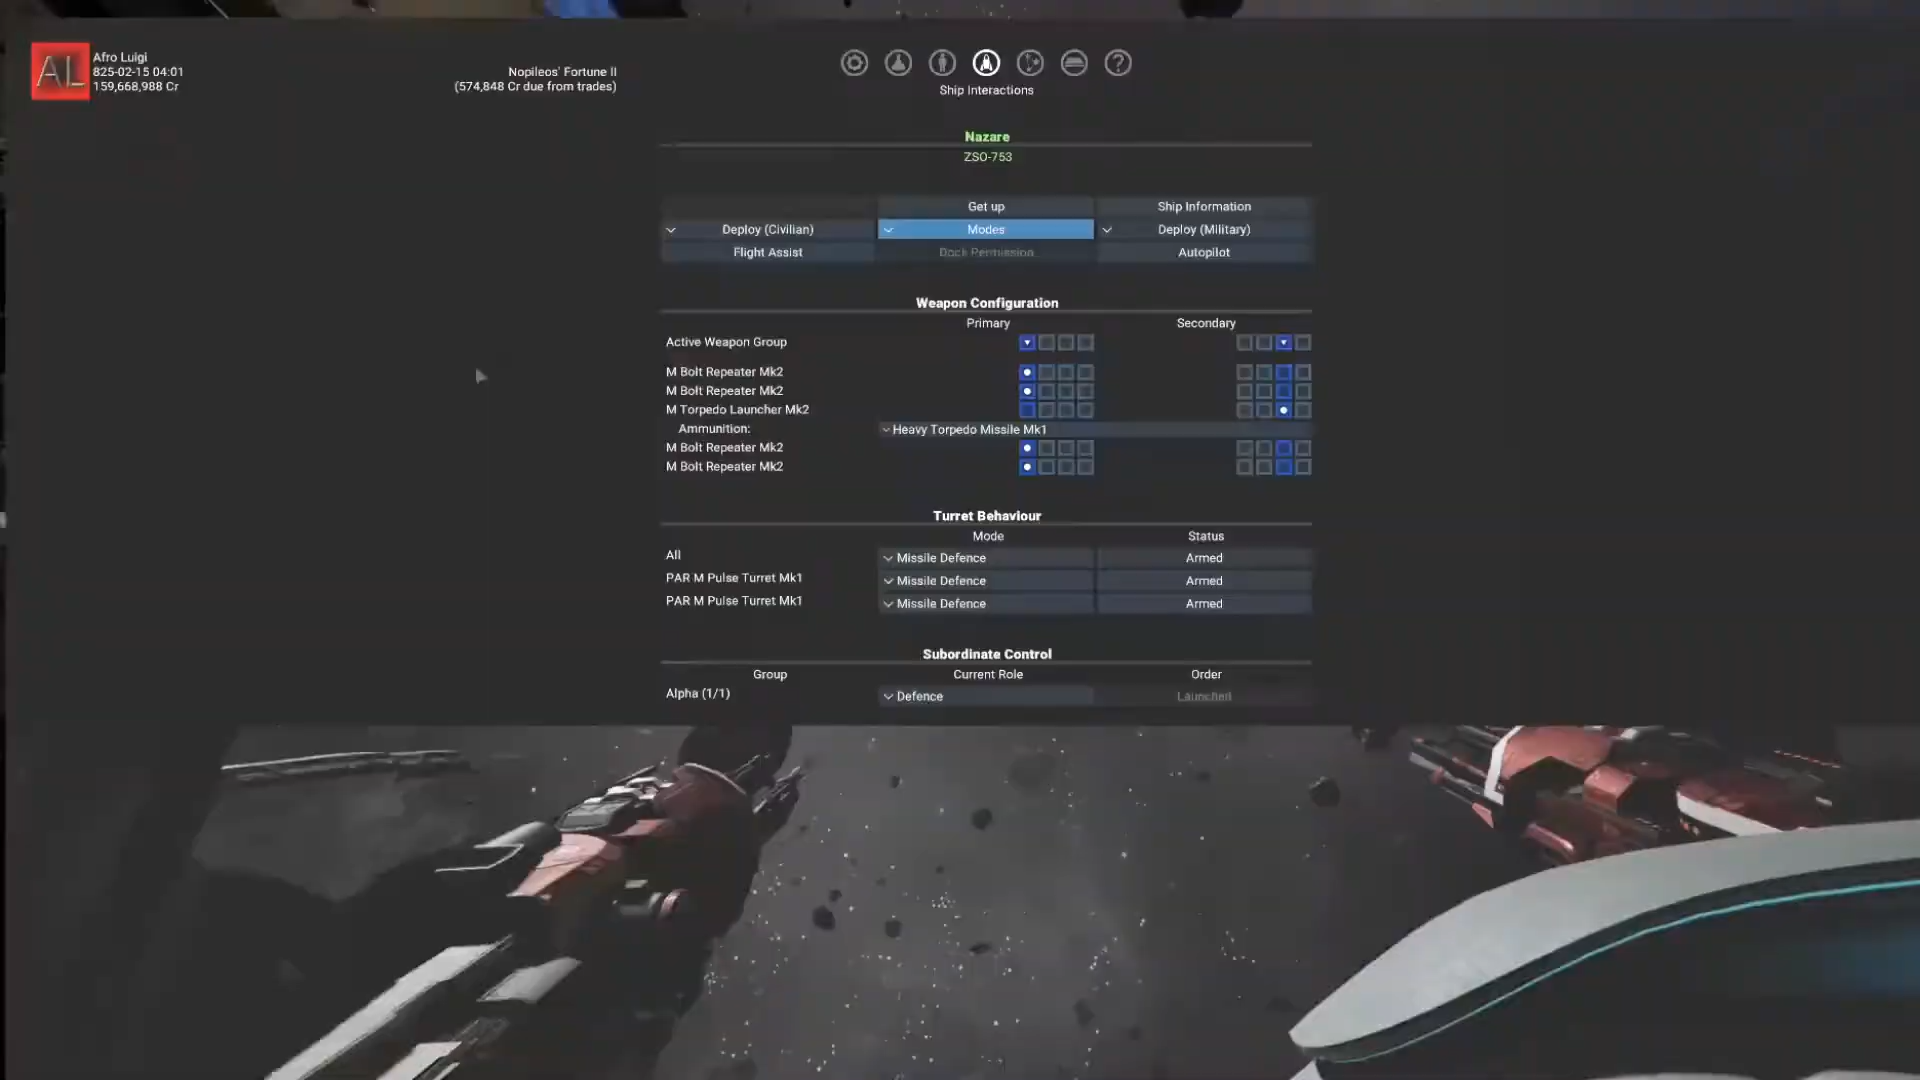 AL
Afro Luigi
825-02-15 04:01
159,668,988 Cr
Nopileos' Fortune II
(574,848 Cr due from trades)
?
Ship Interactions
Nazare
ZSO-753
Get up
Ship Information
Deploy (Civilian)
Modes
Deploy (Military)
Flight Assist
Dock Permission
Autopilot
Weapon Configuration
Primary
Secondary
Active Weapon Group
M Bolt Repeater Mk2
M Bolt Repeater Mk2
M Torpedo Launcher Mk2
Ammunition:
Heavy Torpedo Missile Mk1
M Bolt Repeater Mk2
M Bolt Repeater Mk2
Turret Behaviour
Mode
Status
All
Missile Defence
Armed
PAR M Pulse Turret Mk1
Missile Defence
Armed
PAR M Pulse Turret Mk1
Missile Defence
Armed
Subordinate Control
Group
Current Role
Order
Alpha (1/1)
Defence
Launched